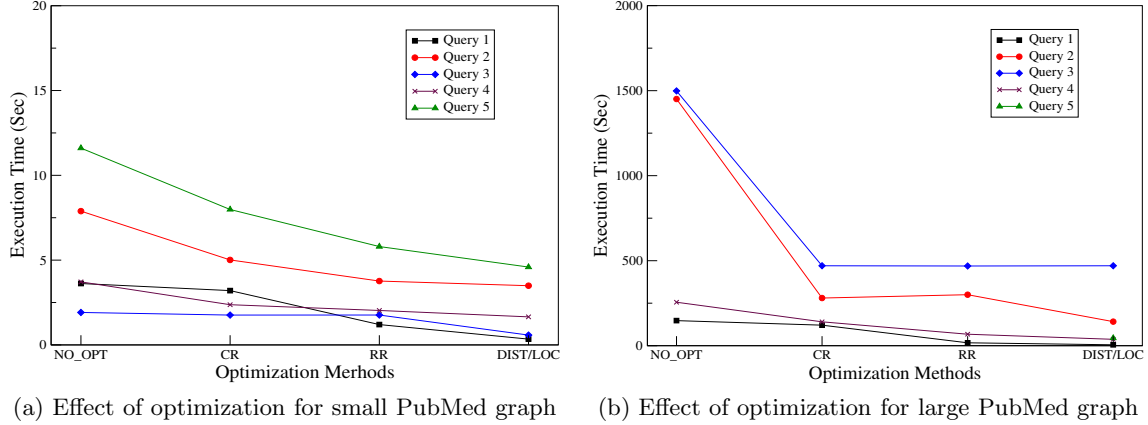 20
15
10
5
0
Execution Time (Sec)
Query 1
Query 2
Query 3
Query 4
Query 5
NO_OPT CR RR DIST/LOC
Optimization Merhods
(a) Effect of optimization for small PubMed graph
2000
1500
1000
500
0
Execution Time (Sec)
Query 1
Query 2
Query 3
Query 4
Query 5
NO_OPT CR RR DIST/LOC
Optimization Methods
(b) Effect of optimization for large PubMed graph